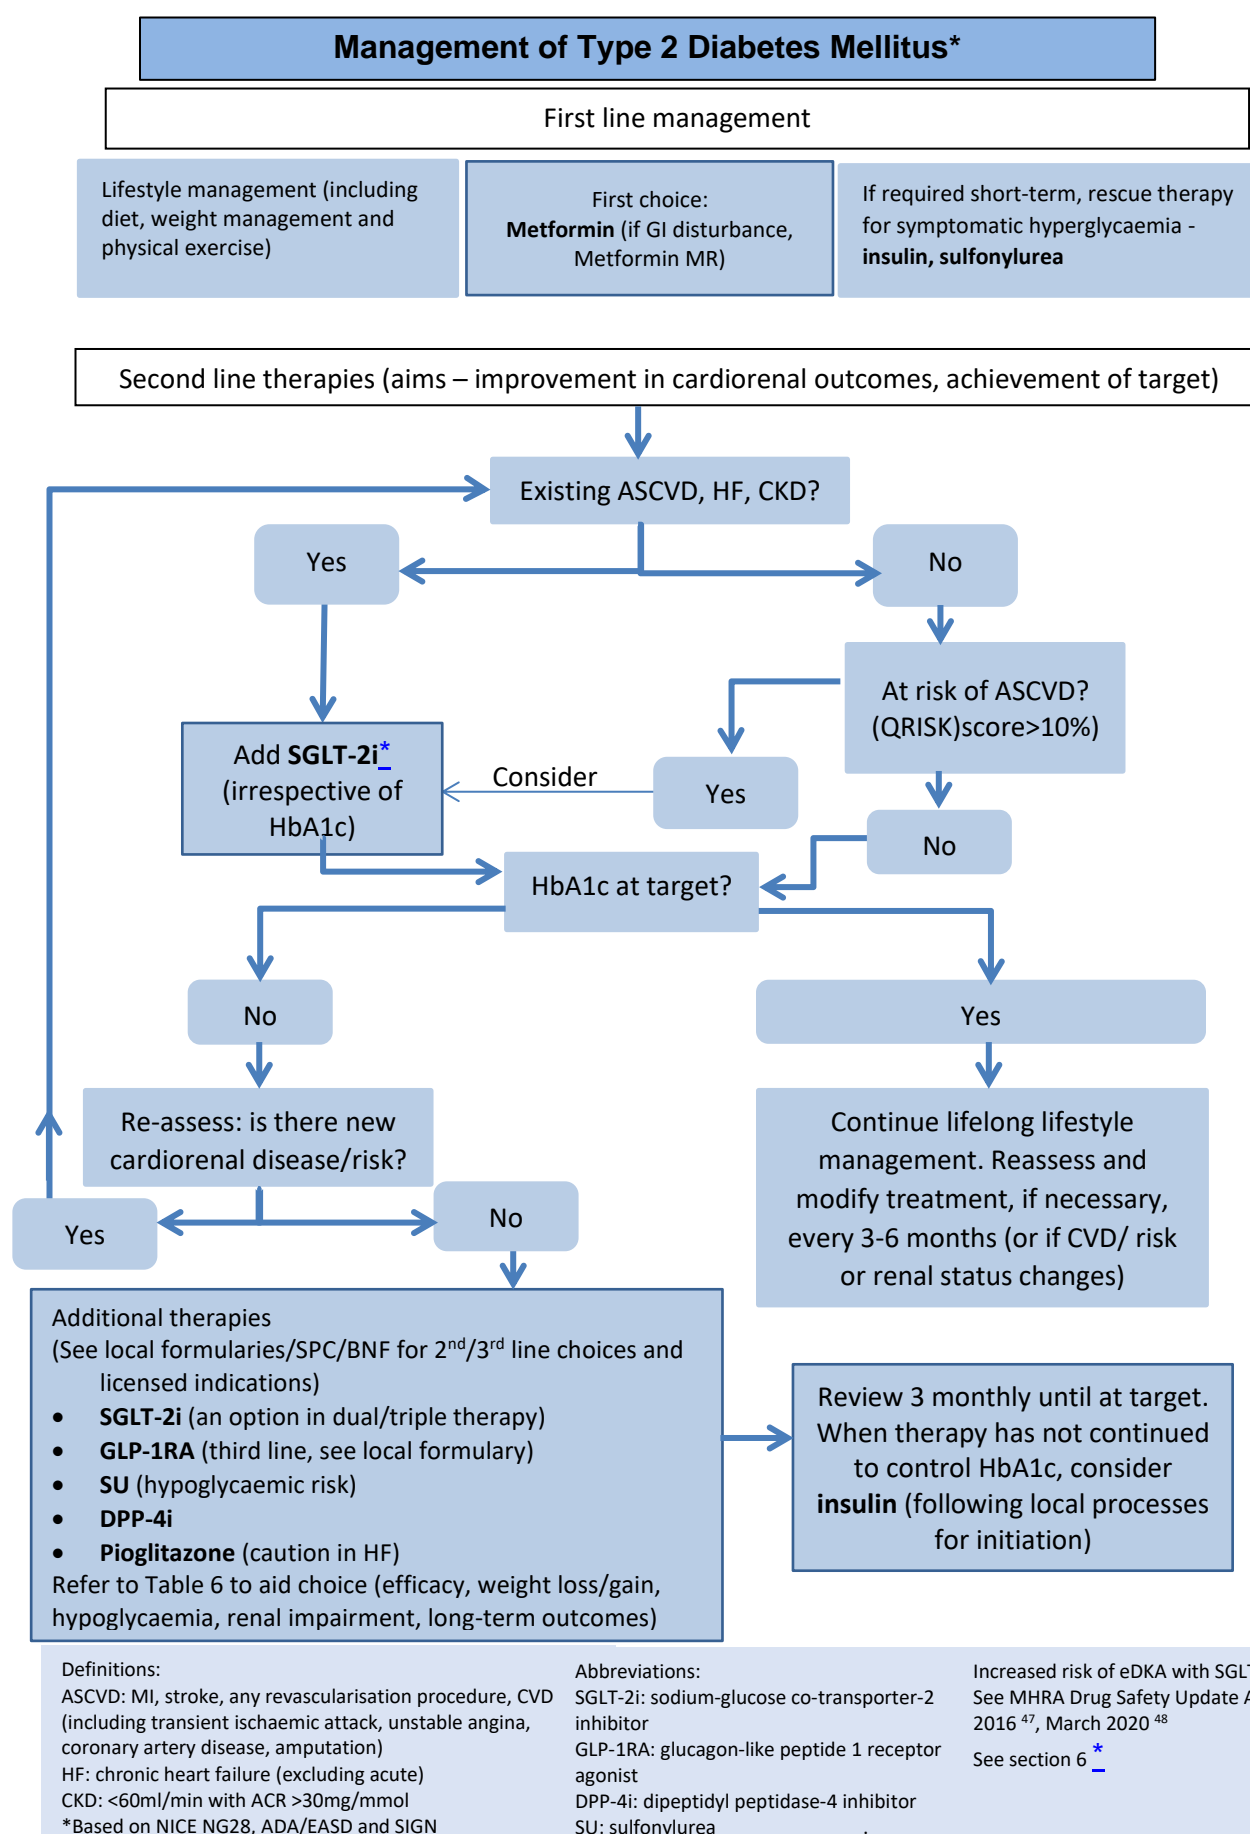 Management of Type 2 Diabetes Mellitus*
First line management
Lifestyle management (including
diet, weight management and
physical exercise)
First choice:
Metformin (if GI disturbance,
Metformin MR)
If required short-term, rescue therapy
for symptomatic hyperglycaemia -
insulin, sulfonylurea
Second line therapies (aims – improvement in cardiorenal outcomes, achievement of target)
Existing ASCVD, HF, CKD?
Yes
No
At risk of ASCVD?
(QRISK)score>10%)
Add SGLT-2i*
(irrespective of
HbA1c)
Consider
Yes
No
HbA1c at target?
No
Yes
Re-assess: is there new
cardiorenal disease/risk?
Yes
No
Continue lifelong lifestyle
management. Reassess and
modify treatment, if necessary,
every 3-6 months (or if CVD/ risk
or renal status changes)
Additional therapies
(See local formularies/SPC/BNF for 2nd/3rd line choices and
licensed indications)
• SGLT-2i (an option in dual/triple therapy)
• GLP-1RA (third line, see local formulary)
• SU (hypoglycaemic risk)
• DPP-4i
• Pioglitazone (caution in HF)
Refer to Table 6 to aid choice (efficacy, weight loss/gain,
hypoglycaemia, renal impairment, long-term outcomes)
Review 3 monthly until at target.
When therapy has not continued
to control HbA1c, consider
insulin (following local processes
for initiation)
Definitions:
ASCVD: MI, stroke, any revascularisation procedure, CVD
(including transient ischaemic attack, unstable angina,
coronary artery disease, amputation)
HF: chronic heart failure (excluding acute)
CKD: <60ml/min with ACR >30mg/mmol
*Based on NICE NG28, ADA/EASD and SIGN
Abbreviations:
SGLT-2i: sodium-glucose co-transporter-2
inhibitor
GLP-1RA: glucagon-like peptide 1 receptor
agonist
DPP-4i: dipeptidyl peptidase-4 inhibitor
SU: sulfonylurea
Increased risk of eDKA with SGLT
See MHRA Drug Safety Update A
2016 47, March 2020 48
See section 6 *